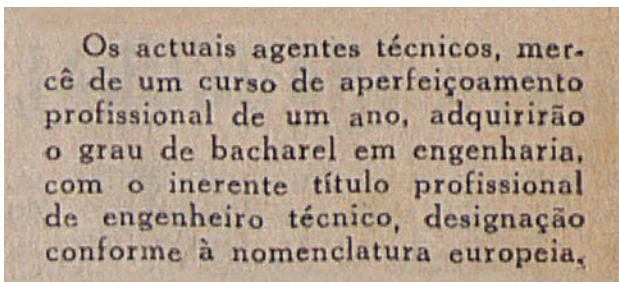 Os actuais agentes técnicos, mer-
cê de um curso de aperfeiçoamento
profissional de um ano, adquirirão
o grau de bacharel em engenharia,
com o inerente título profissional
de engenheiro técnico, designação
conforme à nomenclatura europeia,